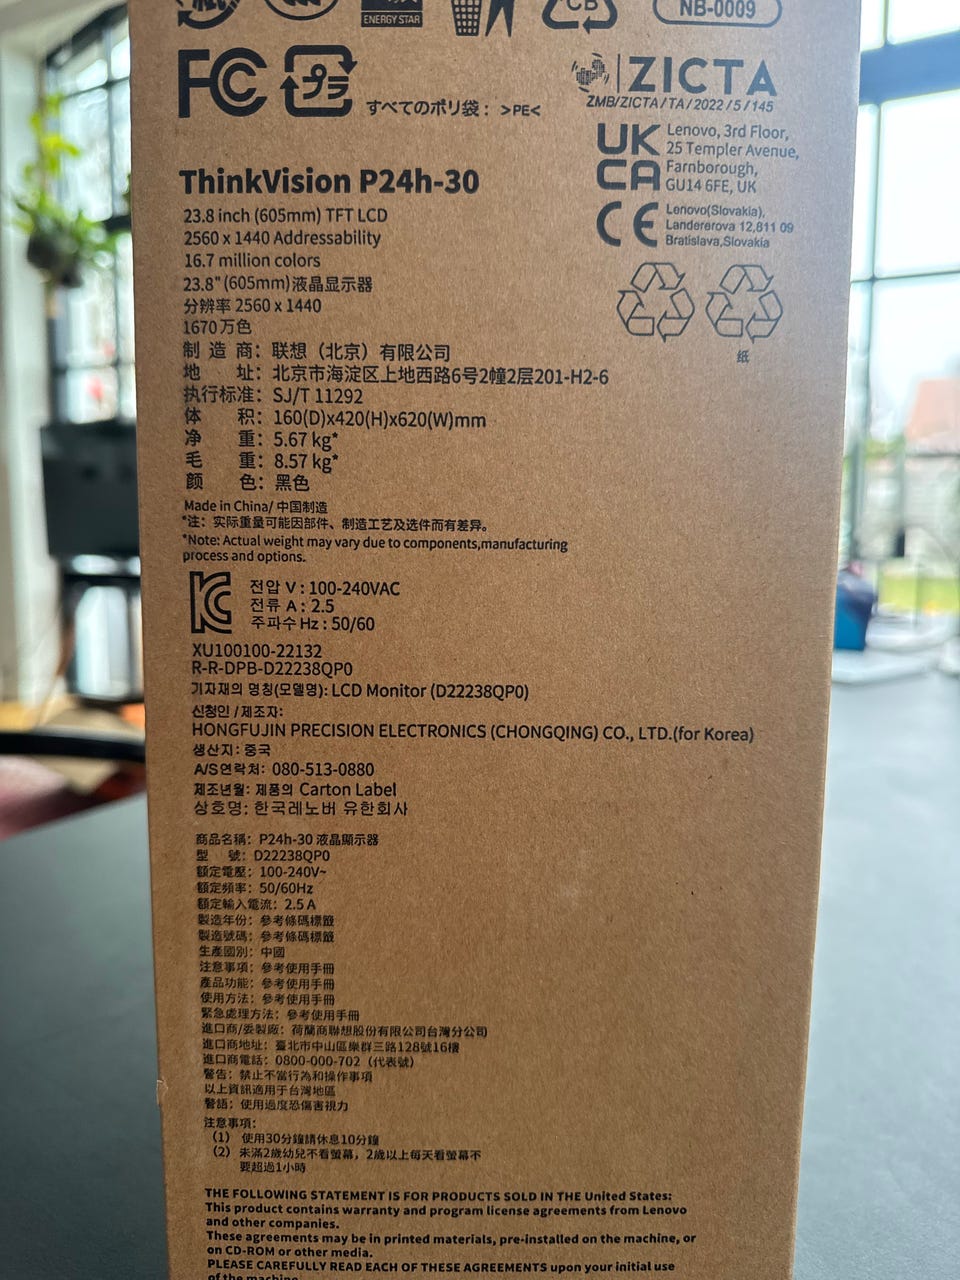 ENERGY STAR
CB
NB-0009
FC
プラ
すべてのポリ袋: >PE<
ZICTA
ZMB/ZICTA/TA/2022/5/145
UK
CA
Lenovo, 3rd Floor,
25 Templer Avenue,
Farnborough,
GU14 6FE, UK
ThinkVision P24h-30
23.8 inch (605mm) TFT LCD
2560 x 1440 Addressability
16.7 million colors
CE
Lenovo(Slovakia),
Landererova 12,811 09
Bratislava,Slovakia
23.8" (605mm)液晶显示器
分辨率 2560 x 1440
1670万色
纸
制 造 商: 联想 (北京) 有限公司
地 址: 北京市海淀区上地西路6号2幢2层201-H2-6
执行标准: SJ/T 11292
体 积: 160(D)x420(H)x620(W)mm
净 重: 5.67 kg*
毛 重: 8.57 kg*
颜 色: 黑色
Made in China/ 中国制造
*注: 实际重量可能因部件、制造工艺及选件而有差异。
*Note: Actual weight may vary due to components,manufacturing
process and options.
전압 V : 100-240VAC
전류 A : 2.5
주파수 Hz : 50/60
XU100100-22132
R-R-DPB-D22238QP0
기자재의 명칭(모델명): LCD Monitor (D22238QP0)
신청인 / 제조자:
HONGFUJIN PRECISION ELECTRONICS (CHONGQING) CO., LTD.(for Korea)
생산지: 중국
A/S연락처: 080-513-0880
제조년월: 제품의 Carton Label
상호명: 한국레노버 유한회사
商品名稱: P24h-30 液晶顯示器
型 號: D22238QP0
額定電壓: 100-240V~
額定頻率: 50/60Hz
額定輸入電流: 2.5 A
製造年份: 參考條碼標籤
製造號碼: 參考條碼標籤
生產國別: 中國
注意事項: 參考使用手冊
產品功能: 參考使用手冊
使用方法: 參考使用手冊
緊急處理方法: 參考使用手冊
進口商/委製廠: 荷蘭商聯想股份有限公司台灣分公司
進口商地址: 臺北市中山區樂群三路128號16樓
進口商電話: 0800-000-702 (代表號)
警告: 禁止不當行為和操作事項
以上資訊適用于台灣地區
警語: 使用過度恐傷害視力
注意事項:
(1) 使用30分鐘請休息10分鐘
(2) 未滿2歲幼兒不看螢幕, 2歲以上每天看螢幕不
要超過1小時
THE FOLLOWING STATEMENT IS FOR PRODUCTS SOLD IN THE United States:
This product contains warranty and program license agreements from Lenovo
and other companies.
These agreements may be in printed materials, pre-installed on the machine, or
on CD-ROM or other media.
PLEASE CAREFULLY READ EACH OF THESE AGREEMENTS upon your initial use
of the machine